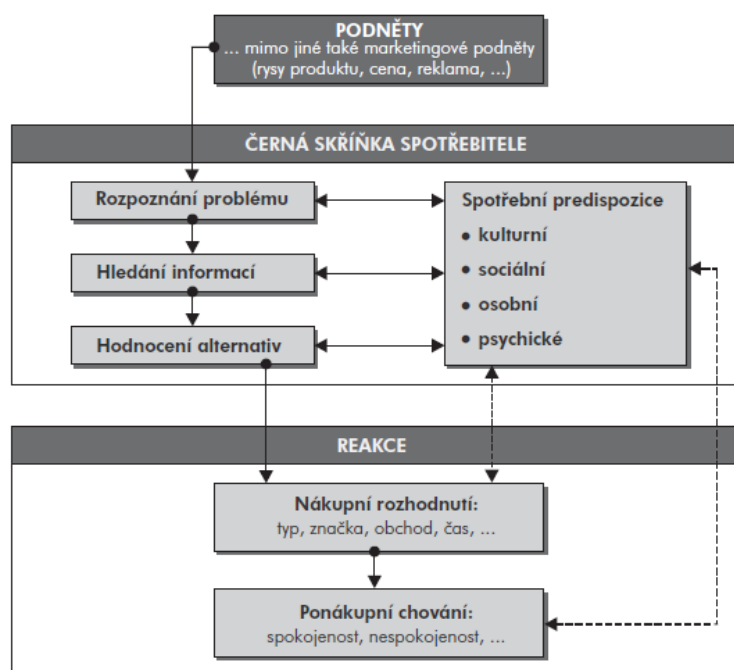 PODNĚTY
... mimo jiné také marketingové podněty
(rysy produktu, cena, reklama, ...)
ČERNÁ SKŘÍŇKA SPOTŘEBITELE
Rozpoznání problému
Hledání informací
Hodnocení alternativ
Spotřební predispozice
• kulturní
• sociální
• osobní
• psychické
REAKCE
Nákupní rozhodnutí:
typ, značka, obchod, čas, ...
Ponákupní chování:
spokojenost, nespokojenost, ...